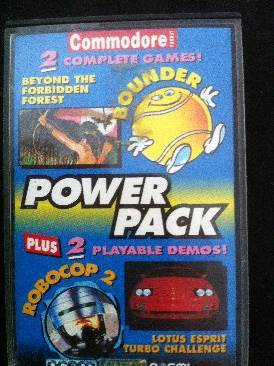 Commodore
FORMAT
2 COMPLETE GAMES!
BEYOND THE
FORBIDDEN
FOREST
BOUNDER
POWER
PACK
PLUS 2 PLAYABLE DEMOS!
ROBOCOP 2
LOTUS ESPRIT
TURBO CHALLENGE